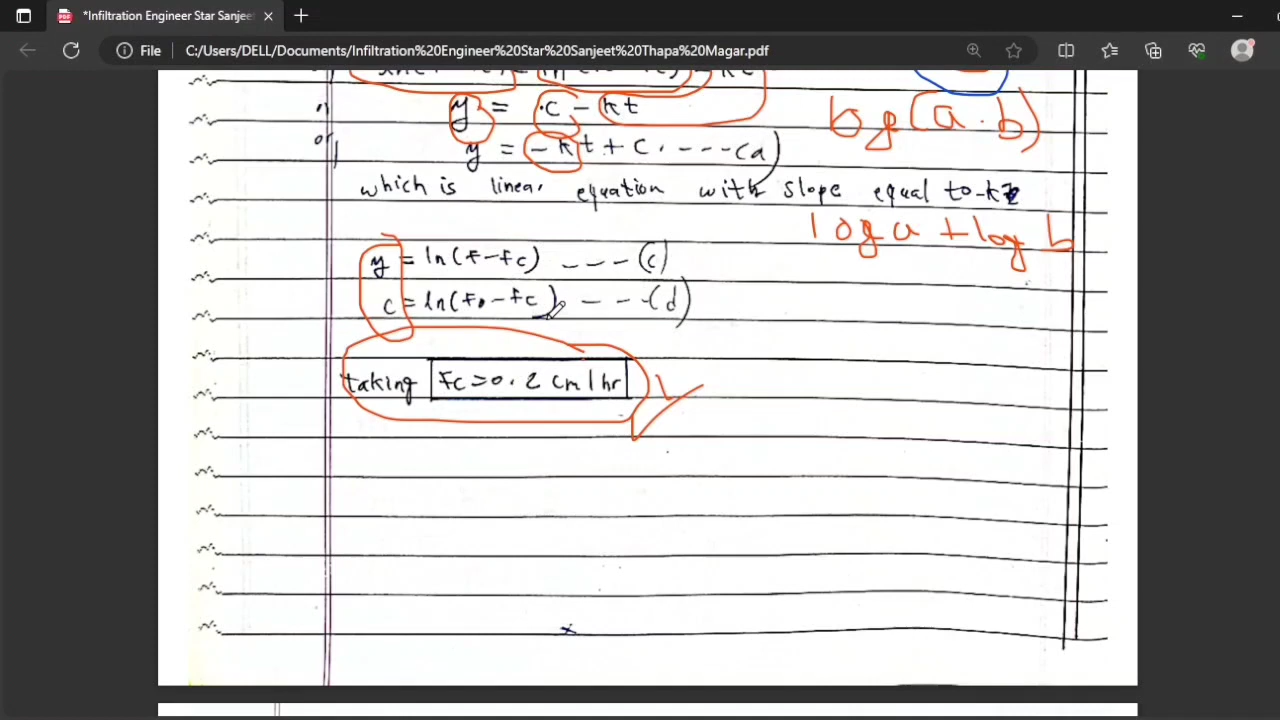 *Infiltration Engineer Star Sanjee
File
C:/Users/DELL/Documents/Infiltration%20Engineer%20Star%20Sanjeet%20Thapa%20Magar.pdf
y = c - kt
log(a.b)
or
y = -kt + c. ----ca)
which is linear equation with slope equal to -k
log a + log b
y = ln(f-fc) ---- (c)
c = ln(fo-fc) ---- (d)
taking fc = 0.2 cm/hr